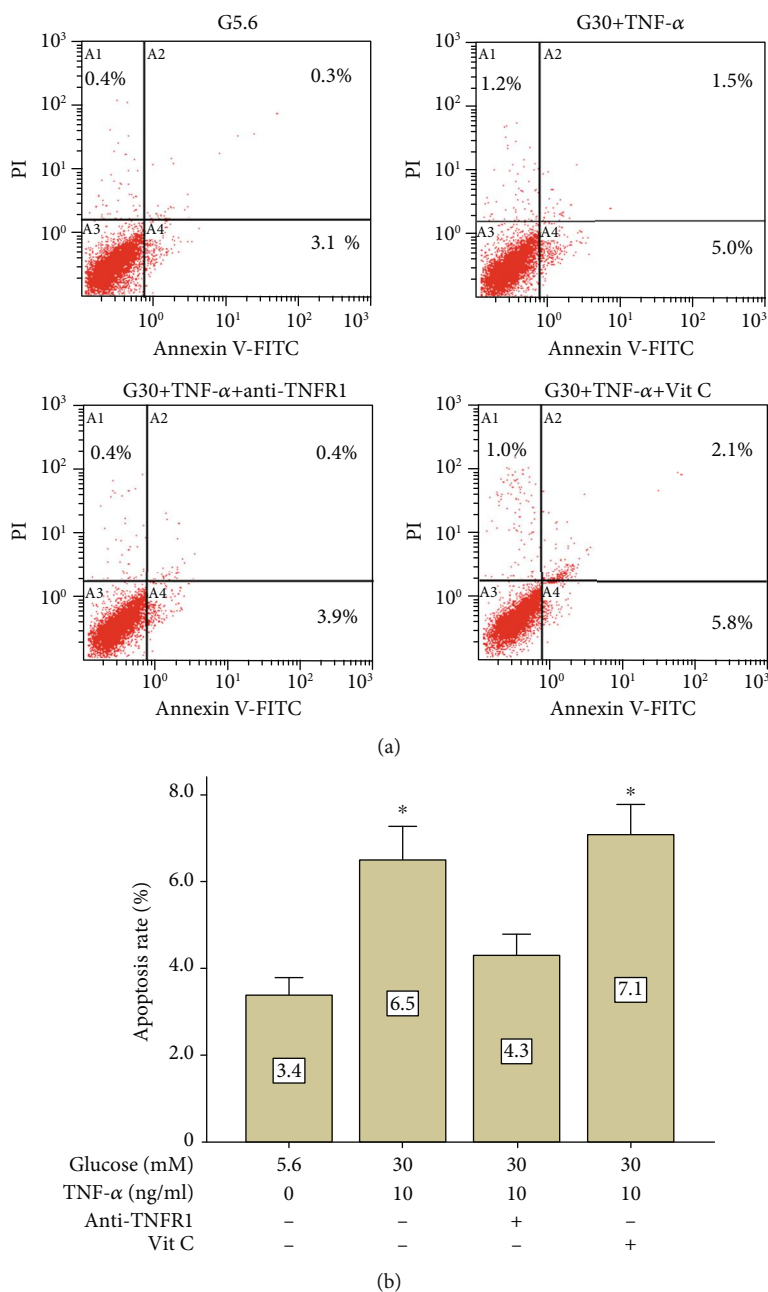 G5.6
G30+TNF-α
10³
10²
10¹
10⁰
PI
A1
A2
0.4%
0.3%
A3
A4
3.1 %
10⁰
10¹
10²
10³
Annexin V-FITC
10³
10²
10¹
10⁰
PI
A1
A2
1.2%
1.5%
A3
A4
5.0%
10⁰
10¹
10²
10³
Annexin V-FITC
G30+TNF-α+anti-TNFR1
G30+TNF-α+Vit C
10³
10²
10¹
10⁰
PI
A1
A2
0.4%
0.4%
A3
A4
3.9%
10⁰
10¹
10²
10³
Annexin V-FITC
10³
10²
10¹
10⁰
PI
A1
A2
1.0%
2.1%
A3
A4
5.8%
10⁰
10¹
10²
10³
Annexin V-FITC
(a)
8.0
6.0
4.0
2.0
0
Apoptosis rate (%)
3.4
*
6.5
4.3
*
7.1
Glucose (mM) 5.6 30 30 30
TNF-α (ng/ml) 0 10 10 10
Anti-TNFR1 – – + –
Vit C – – – +
(b)